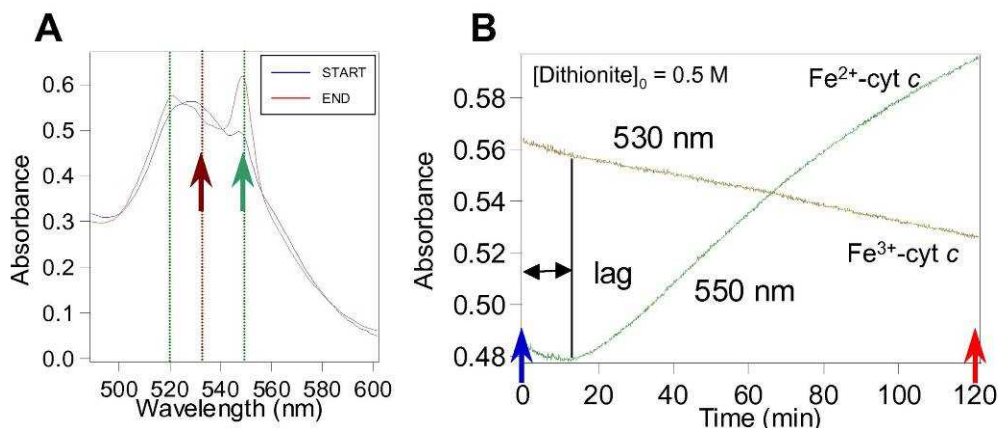 A
START
END
0.6
0.5
0.4
0.3
0.2
0.1
0.0
Absorbance
500 520 540 560 580 600
Wavelength (nm)
B
[Dithionite]0 = 0.5 M
Fe2+-cyt c
530 nm
Fe3+-cyt c
lag
550 nm
0.58
0.56
0.54
0.52
0.50
0.48
Absorbance
0 20 40 60 80 100 120
Time (min)